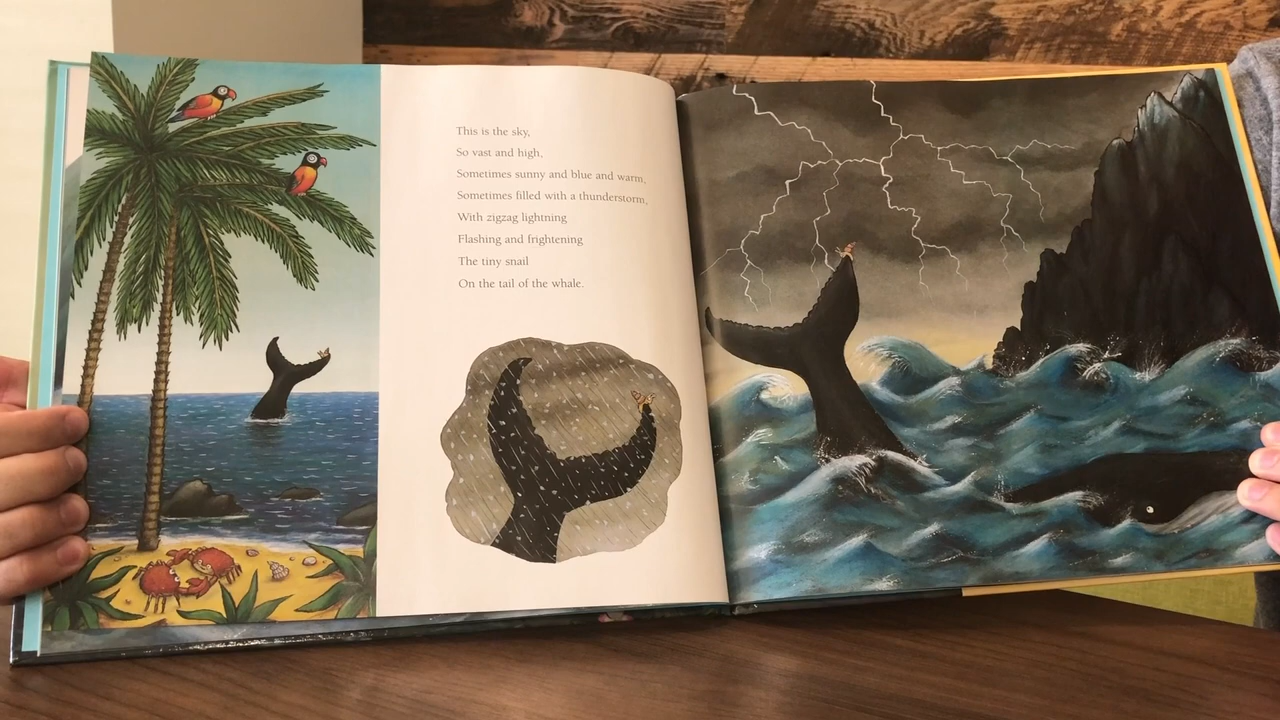 This is the sky,
So vast and high,
Sometimes sunny and blue and warm,
Sometimes filled with a thunderstorm,
With zigzag lightning
Flashing and frightening
The tiny snail
On the tail of the whale.